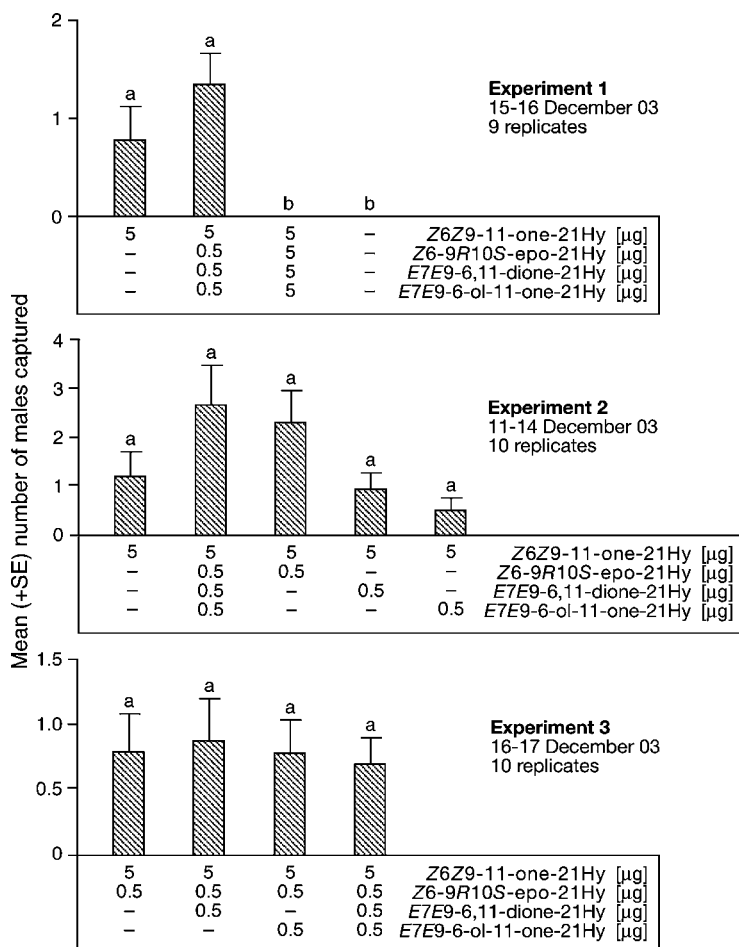 Mean (+SE) number of males captured
2
1
0
a
a
b
b
Experiment 1
15-16 December 03
9 replicates
5 5 5 – Z6Z9-11-one-21Hy [µg]
– 0.5 5 – Z6-9R10S-epo-21Hy [µg]
– 0.5 5 – E7E9-6,11-dione-21Hy [µg]
– 0.5 5 – E7E9-6-ol-11-one-21Hy [µg]
4
3
2
1
0
a
a
a
a
a
Experiment 2
11-14 December 03
10 replicates
5 5 5 5 5 Z6Z9-11-one-21Hy [µg]
– 0.5 0.5 – – Z6-9R10S-epo-21Hy [µg]
– 0.5 – 0.5 – E7E9-6,11-dione-21Hy [µg]
– 0.5 – – 0.5 E7E9-6-ol-11-one-21Hy [µg]
1.5
1.0
0.5
0
a
a
a
a
Experiment 3
16-17 December 03
10 replicates
5 5 5 5 Z6Z9-11-one-21Hy [µg]
0.5 0.5 0.5 0.5 Z6-9R10S-epo-21Hy [µg]
– 0.5 – 0.5 E7E9-6,11-dione-21Hy [µg]
– – 0.5 0.5 E7E9-6-ol-11-one-21Hy [µg]